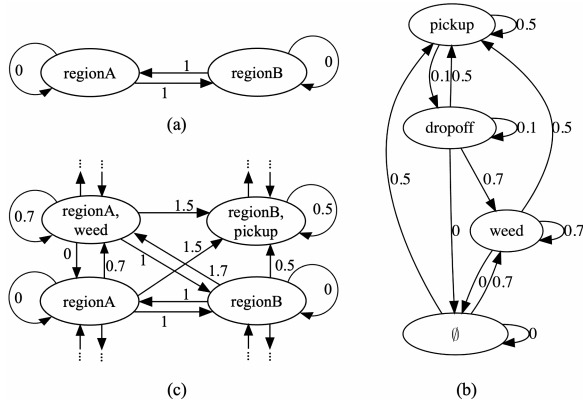 0
regionA
1
1
regionB
0
(a)
pickup
0.5
0.1
0.5
dropoff
0.1
0.5
0.7
0.5
0
weed
0.7
0
0.7
∅
0
(b)
0.7
regionA,
weed
1.5
regionB,
pickup
0.5
0
0.7
1
1.5
1.7
0.5
0
regionA
1
1
regionB
0
(c)